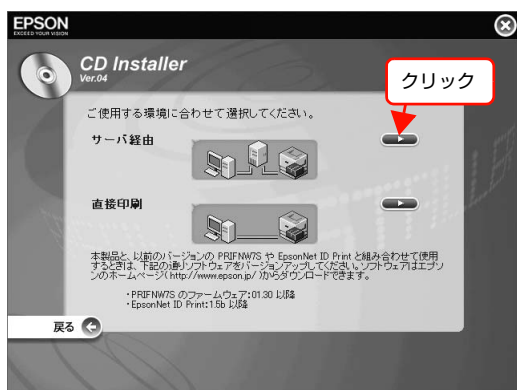 EPSON
EXCEED YOUR VISION
CD Installer
Ver.04
クリック
ご使用する環境に合わせて選択してください。
サーバ経由
直接印刷
本製品と、以前のバージョンの PRIFNW7S や EpsonNet ID Print と組み合わせて使用
するときは、下記の通りソフトウェアをバージョンアップしてください。ソフトウェアはエプソ
ンのホームページ(http://www.epson.jp/)からダウンロードできます。
・PRIFNW7S のファームウェア:01.30 以降
・EpsonNet ID Print:1.5b 以降
戻る